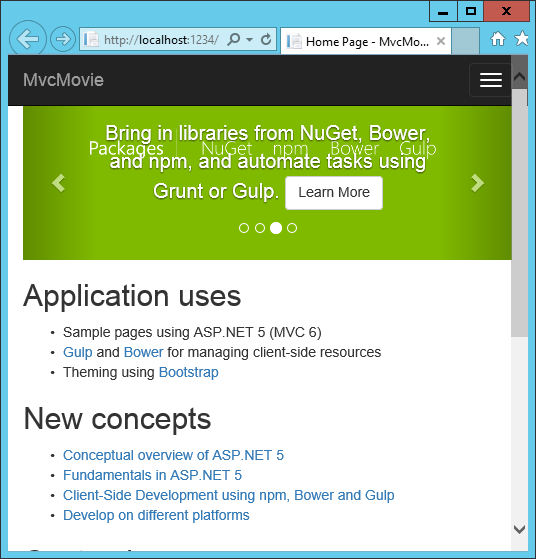 http://localhost:1234/
Home Page - MvcMo...
MvcMovie
Bring in libraries from NuGet, Bower,
Packages NuGet npm Bower Gulp
and npm, and automate tasks using
Grunt or Gulp. Learn More
Application uses
• Sample pages using ASP.NET 5 (MVC 6)
• Gulp and Bower for managing client-side resources
• Theming using Bootstrap
New concepts
• Conceptual overview of ASP.NET 5
• Fundamentals in ASP.NET 5
• Client-Side Development using npm, Bower and Gulp
• Develop on different platforms